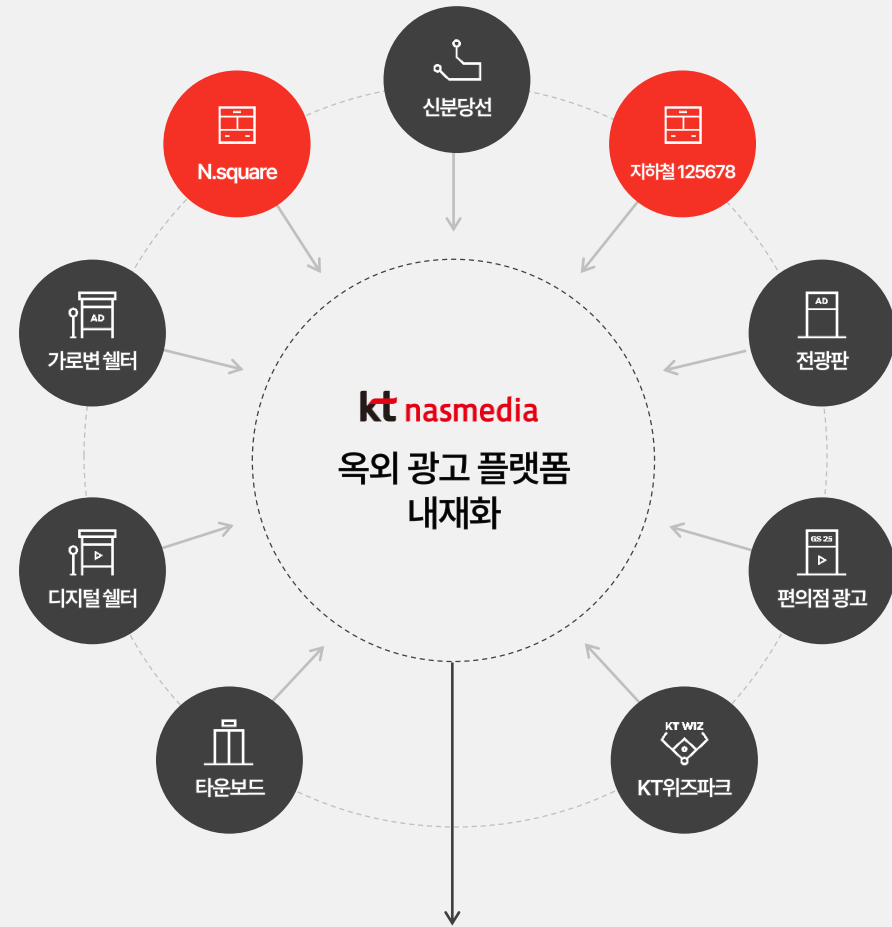 신분당선
N.square
지하철 125678
AD
가로변 쉘터
AD
전광판
kt nasmedia
옥외 광고 플랫폼
내재화
디지털 쉘터
GS 25
편의점 광고
타운보드
KT WIZ
KT위즈파크